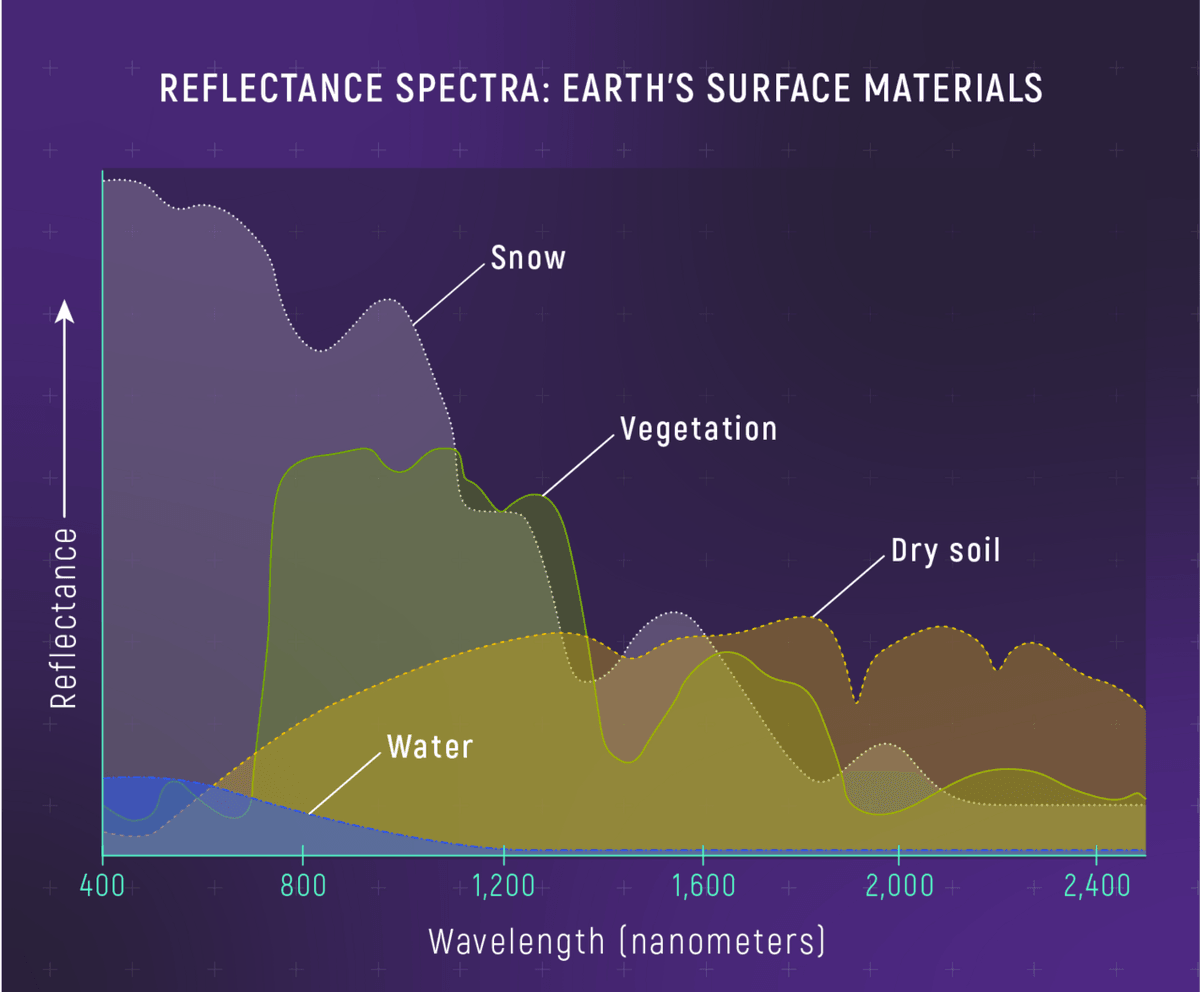 REFLECTANCE SPECTRA: EARTH'S SURFACE MATERIALS
Snow
Vegetation
Dry soil
Water
Reflectance
400 800 1,200 1,600 2,000 2,400
Wavelength (nanometers)